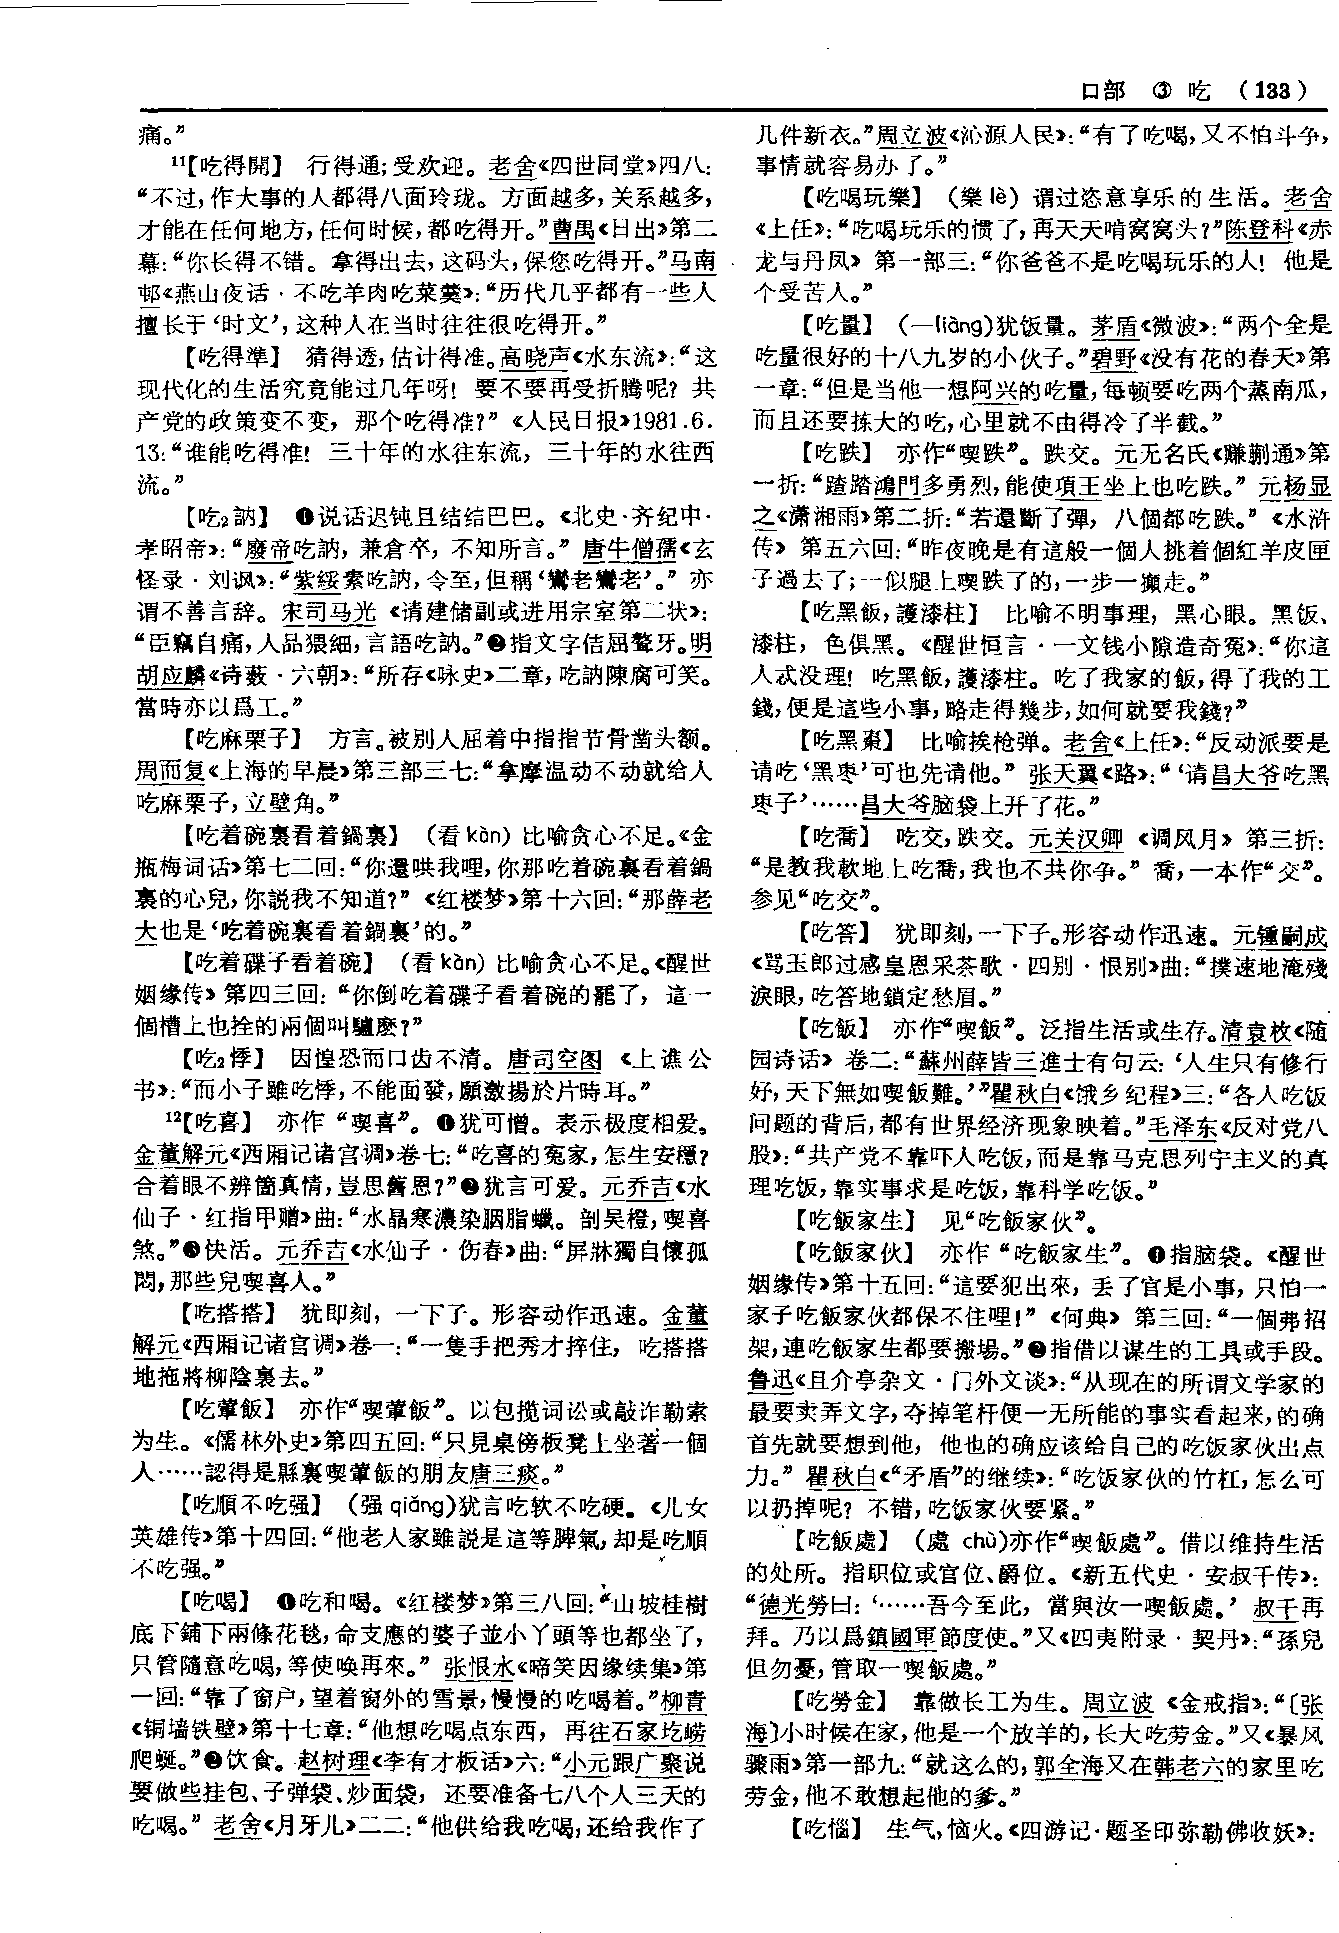 口部 ③ 吃 （133）
痛。”
¹¹【吃得開】 行得通；受欢迎。老舍《四世同堂》四八：
“不过，作大事的人都得八面玲珑。方面越多，关系越多，
才能在任何地方，任何时候，都吃得开。”曹禺《日出》第二
幕：“你长得不错。拿得出去，这码头，保您吃得开。”马南
邨《燕山夜话·不吃羊肉吃菜羹》：“历代几乎都有一些人
擅长于‘时文’，这种人在当时往往很吃得开。”
【吃得準】 猜得透，估计得准。高晓声《水东流》：“这
现代化的生活究竟能过几年呀！要不要再受折腾呢？共
产党的政策变不变，那个吃得准？”《人民日报》1981.6.
13：“谁能吃得准！三十年的水往东流，三十年的水往西
流。”
【吃₂訥】 ❶说话迟钝且结结巴巴。《北史·齐纪中·
孝昭帝》：“廢帝吃訥，兼倉卒，不知所言。”唐牛僧孺《玄
怪录·刘讽》：“紫綏素吃訥，令至，但稱‘鸞老鸞老’。”亦
谓不善言辞。宋司马光《请建储副或进用宗室第二状》：
“臣竊自痛，人品猥細，言語吃訥。”❷指文字佶屈聱牙。明
胡应麟《诗薮·六朝》：“所存《咏史》二章，吃訥陳腐可笑。
當時亦以爲工。”
【吃麻栗子】 方言。被别人屈着中指指节骨凿头额。
周而复《上海的早晨》第三部三七：“拿摩温动不动就给人
吃麻栗子，立壁角。”
【吃着碗裏看着鍋裏】 （看 kàn）比喻贪心不足。《金
瓶梅词话》第七二回：“你還哄我哩，你那吃着碗裏看着鍋
裏的心兒，你説我不知道？”《红楼梦》第十六回：“那薛老
大也是‘吃着碗裏看着鍋裏’的。”
【吃着碟子看着碗】 （看 kàn）比喻贪心不足。《醒世
姻缘传》第四三回：“你倒吃着碟子看着碗的罷了，這一
個槽上也拴的兩個叫驢麽？”
【吃₂悸】 因惶恐而口齿不清。唐司空图《上谯公
书》：“而小子雖吃悸，不能面發，願激揚於片時耳。”
¹²【吃喜】 亦作“喫喜”。❶犹可憎。表示极度相爱。
金董解元《西厢记诸宫调》卷七：“吃喜的寃家，怎生安穩？
合着眼不辨箇真情，豈思舊恩？”❷犹言可爱。元乔吉《水
仙子·红指甲赠》曲：“水晶寒濃染胭脂蠟。剖吴橙，喫喜
煞。”❸快活。元乔吉《水仙子·伤春》曲：“屏牀獨自懷孤
悶，那些兒喫喜人。”
【吃搭搭】 犹即刻，一下了。形容动作迅速。金董
解元《西厢记诸宫调》卷一：“一隻手把秀才捽住，吃搭搭
地拖將柳陰裏去。”
【吃葷飯】 亦作“喫葷飯”。以包揽词讼或敲诈勒索
为生。《儒林外史》第四五回：“只見桌傍板凳上坐著一個
人……認得是縣裏喫葷飯的朋友唐三痰。”
【吃順不吃强】 （强 qiǎng）犹言吃软不吃硬。《儿女
英雄传》第十四回：“他老人家雖説是這等脾氣，却是吃順
不吃强。”
【吃喝】 ❶吃和喝。《红楼梦》第三八回：“山坡桂樹
底下鋪下兩條花毯，命支應的婆子並小丫頭等也都坐了，
只管隨意吃喝，等使唤再來。”张恨水《啼笑因缘续集》第
一回：“靠了窗户，望着窗外的雪景，慢慢的吃喝着。”柳青
《铜墙铁壁》第十七章：“他想吃喝点东西，再往石家圪崂
爬蜒。”❷饮食。赵树理《李有才板话》六：“小元跟广聚说
要做些挂包、子弹袋、炒面袋，还要准备七八个人三天的
吃喝。”老舍《月牙儿》二二：“他供给我吃喝，还给我作了
几件新衣。”周立波《沁源人民》：“有了吃喝，又不怕斗争，
事情就容易办了。”
【吃喝玩樂】 （樂 lè）谓过恣意享乐的生活。老舍
《上任》：“吃喝玩乐的惯了，再天天啃窝窝头？”陈登科《赤
龙与丹凤》第一部三：“你爸爸不是吃喝玩乐的人！他是
个受苦人。”
【吃量】 （—liàng）犹饭量。茅盾《微波》：“两个全是
吃量很好的十八九岁的小伙子。”碧野《没有花的春天》第
一章：“但是当他一想阿兴的吃量，每顿要吃两个蒸南瓜，
而且还要拣大的吃，心里就不由得冷了半截。”
【吃跌】 亦作“喫跌”。跌交。元无名氏《赚蒯通》第
一折：“蹅踏鴻門多勇烈，能使項王坐上也吃跌。”元杨显
之《潇湘雨》第二折：“若還斷了彈，八個都吃跌。”《水浒
传》第五六回：“昨夜晚是有這般一個人挑着個紅羊皮匣
子過去了；一似腿上喫跌了的，一步一攧走。”
【吃黑飯，護漆柱】 比喻不明事理，黑心眼。黑饭、
漆柱，色俱黑。《醒世恒言·一文钱小隙造奇冤》：“你這
人忒没理！吃黑飯，護漆柱。吃了我家的飯，得了我的工
錢，便是這些小事，略走得幾步，如何就要我錢？”
【吃黑棗】 比喻挨枪弹。老舍《上任》：“反动派要是
请吃‘黑枣’可也先请他。”张天翼《路》：“‘请昌大爷吃黑
枣子’……昌大爷脑袋上开了花。”
【吃喬】 吃交，跌交。元关汉卿《调风月》第三折：
“是教我軟地上吃喬，我也不共你争。”喬，一本作“交”。
参见“吃交”。
【吃答】 犹即刻，一下子。形容动作迅速。元锺嗣成
《骂玉郎过感皇恩采茶歌·四别·恨别》曲：“撲速地淹殘
淚眼，吃答地鎖定愁眉。”
【吃飯】 亦作“喫飯”。泛指生活或生存。清袁枚《随
园诗话》卷二：“蘇州薛皆三進士有句云：‘人生只有修行
好，天下無如喫飯難。’”瞿秋白《饿乡纪程》三：“各人吃饭
问题的背后，都有世界经济现象映着。”毛泽东《反对党八
股》：“共产党不靠吓人吃饭，而是靠马克思列宁主义的真
理吃饭，靠实事求是吃饭，靠科学吃饭。”
【吃飯家生】 见“吃飯家伙”。
【吃飯家伙】 亦作“吃飯家生”。❶指脑袋。《醒世
姻缘传》第十五回：“這要犯出來，丢了官是小事，只怕一
家子吃飯家伙都保不住哩！”《何典》第三回：“一個弗招
架，連吃飯家生都要搬場。”❷指借以谋生的工具或手段。
鲁迅《且介亭杂文·门外文谈》：“从现在的所谓文学家的
最要卖弄文字，夺掉笔杆便一无所能的事实看起来，的确
首先就要想到他，他也的确应该给自己的吃饭家伙出点
力。”瞿秋白《“矛盾”的继续》：“吃饭家伙的竹杠，怎么可
以扔掉呢？不错，吃饭家伙要紧。”
【吃飯處】 （處 chù）亦作“喫飯處”。借以维持生活
的处所。指职位或官位、爵位。《新五代史·安叔千传》：
“德光勞曰：‘……吾今至此，當與汝一喫飯處。’叔千再
拜。乃以爲鎮國軍節度使。”又《四夷附录·契丹》：“孫兒
但勿憂，管取一喫飯處。”
【吃勞金】 靠做长工为生。周立波《金戒指》：“〔张
海〕小时候在家，他是一个放羊的，长大吃劳金。”又《暴风
骤雨》第一部九：“就这么的，郭全海又在韩老六的家里吃
劳金，他不敢想起他的爹。”
【吃惱】 生气，恼火。《四游记·题圣印弥勒佛收妖》：